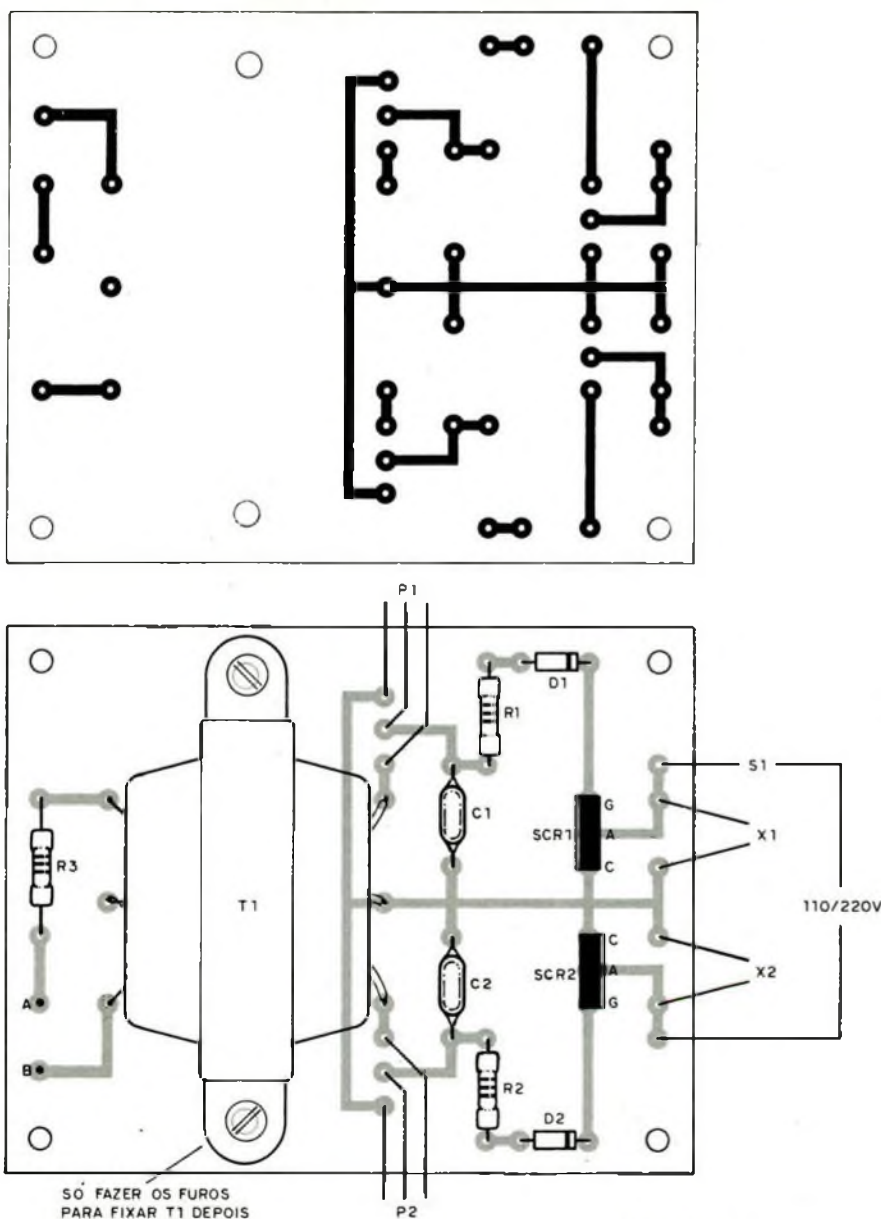 P1
D1
R1
S1
G
C1
SCR1
A
X1
R3
C
T1
110/220V
C
SCR2
A
X2
C2
A
G
B
R2
D2
SÓ FAZER OS FUROS
PARA FIXAR T1 DEPOIS
P2